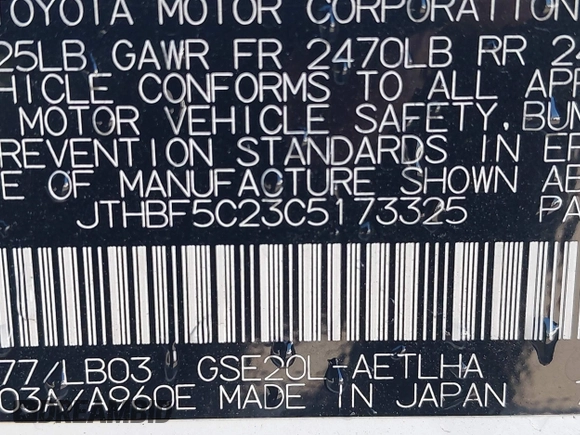 TOYOTA MOTOR CORPORATION
25LB GAWR FR 2470LB RR 24
HICLE CONFORMS TO ALL APP
MOTOR VEHICLE SAFETY, BUM
REVENTION STANDARDS IN EF
E OF MANUFACTURE SHOWN AB
JTHBF5C23C5173325 PA
77/LB03 GSE20L-AETLHA
03A/A960E MADE IN JAPAN